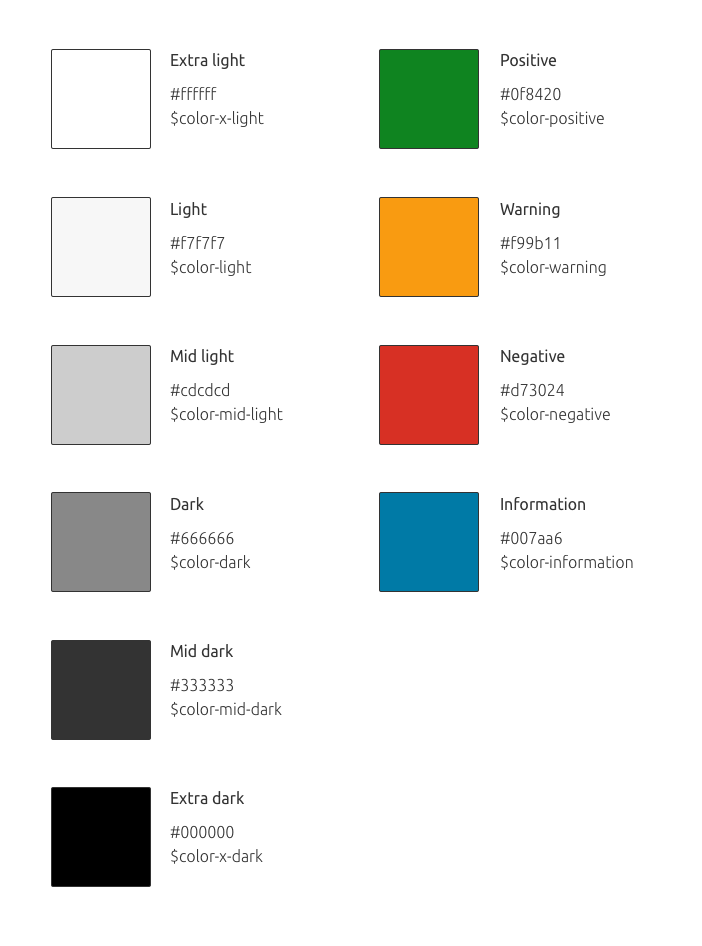 Extra light
#ffffff
$color-x-light
Light
#f7f7f7
$color-light
Mid light
#cdcdcd
$color-mid-light
Dark
#666666
$color-dark
Mid dark
#333333
$color-mid-dark
Extra dark
#000000
$color-x-dark
Positive
#0f8420
$color-positive
Warning
#f99b11
$color-warning
Negative
#d73024
$color-negative
Information
#007aa6
$color-information